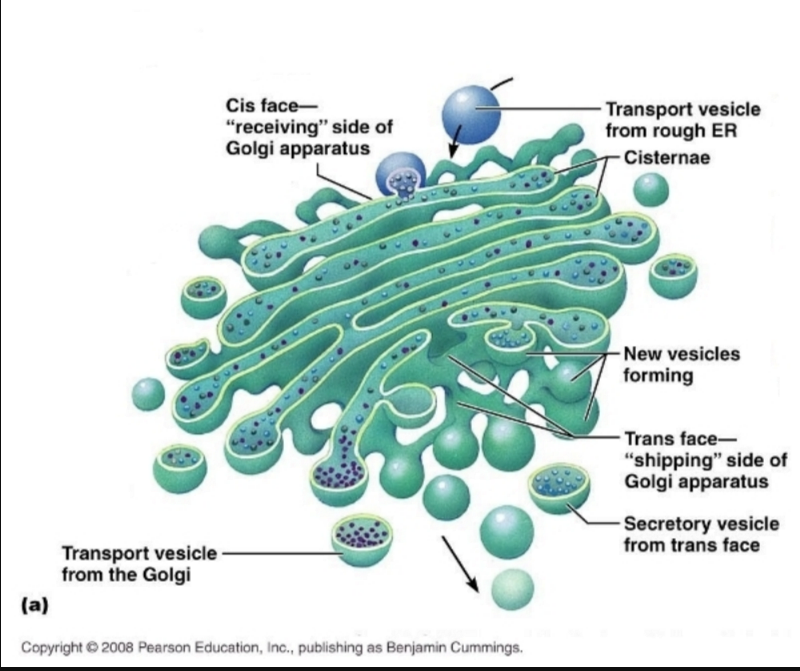 Cis face—
“receiving” side of
Golgi apparatus
Transport vesicle
from rough ER
Cisternae
New vesicles
forming
Trans face—
“shipping” side of
Golgi apparatus
Secretory vesicle
from trans face
Transport vesicle
from the Golgi
(a)
Copyright © 2008 Pearson Education, Inc., publishing as Benjamin Cummings.